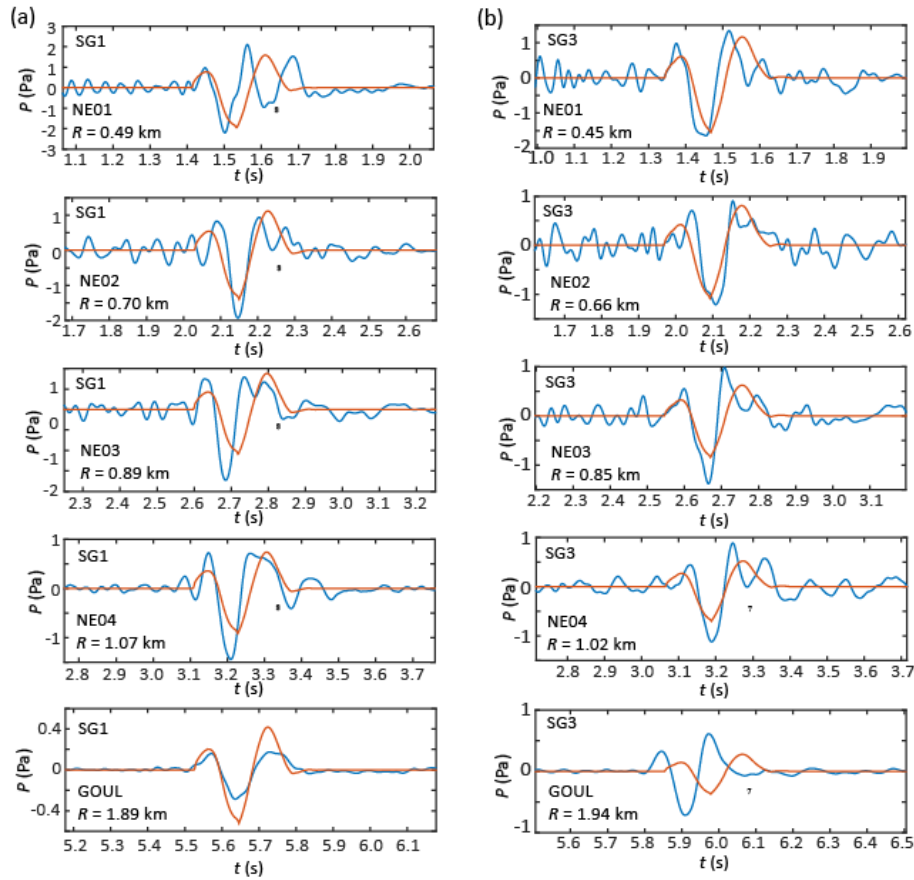 (a)
3
2
1
0
-1
-2
-3
P (Pa)
SG1
NE01
R = 0.49 km
1.1 1.2 1.3 1.4 1.5 1.6 1.7 1.8 1.9 2.0
t (s)
1
0
-1
-2
P (Pa)
SG1
NE02
R = 0.70 km
1.7 1.8 1.9 2.0 2.1 2.2 2.3 2.4 2.5 2.6
t (s)
1
0
-1
-2
P (Pa)
SG1
NE03
R = 0.89 km
2.3 2.4 2.5 2.6 2.7 2.8 2.9 3.0 3.1 3.2
t (s)
1
0
-1
P (Pa)
SG1
NE04
R = 1.07 km
2.8 2.9 3.0 3.1 3.2 3.3 3.4 3.5 3.6 3.7
t (s)
0.4
0
-0.4
P (Pa)
SG1
GOUL
R = 1.89 km
5.2 5.3 5.4 5.5 5.6 5.7 5.8 5.9 6.0 6.1
t (s)
(b)
1
0
-1
-2
P (Pa)
SG3
NE01
R = 0.45 km
1.0 1.1 1.2 1.3 1.4 1.5 1.6 1.7 1.8 1.9
t (s)
1
0
-1
P (Pa)
SG3
NE02
R = 0.66 km
1.7 1.8 1.9 2.0 2.1 2.2 2.3 2.4 2.5 2.6
t (s)
1
0
-1
P (Pa)
SG3
NE03
R = 0.85 km
2.2 2.3 2.4 2.5 2.6 2.7 2.8 2.9 3.0 3.1
t (s)
1
0
-1
P (Pa)
SG3
NE04
R = 1.02 km
7
2.8 2.9 3.0 3.1 3.2 3.3 3.4 3.5 3.6 3.7
t (s)
1
0
-1
P (Pa)
SG3
GOUL
R = 1.94 km
7
5.5 5.6 5.7 5.8 5.9 6.0 6.1 6.2 6.3 6.4 6.5
t (s)